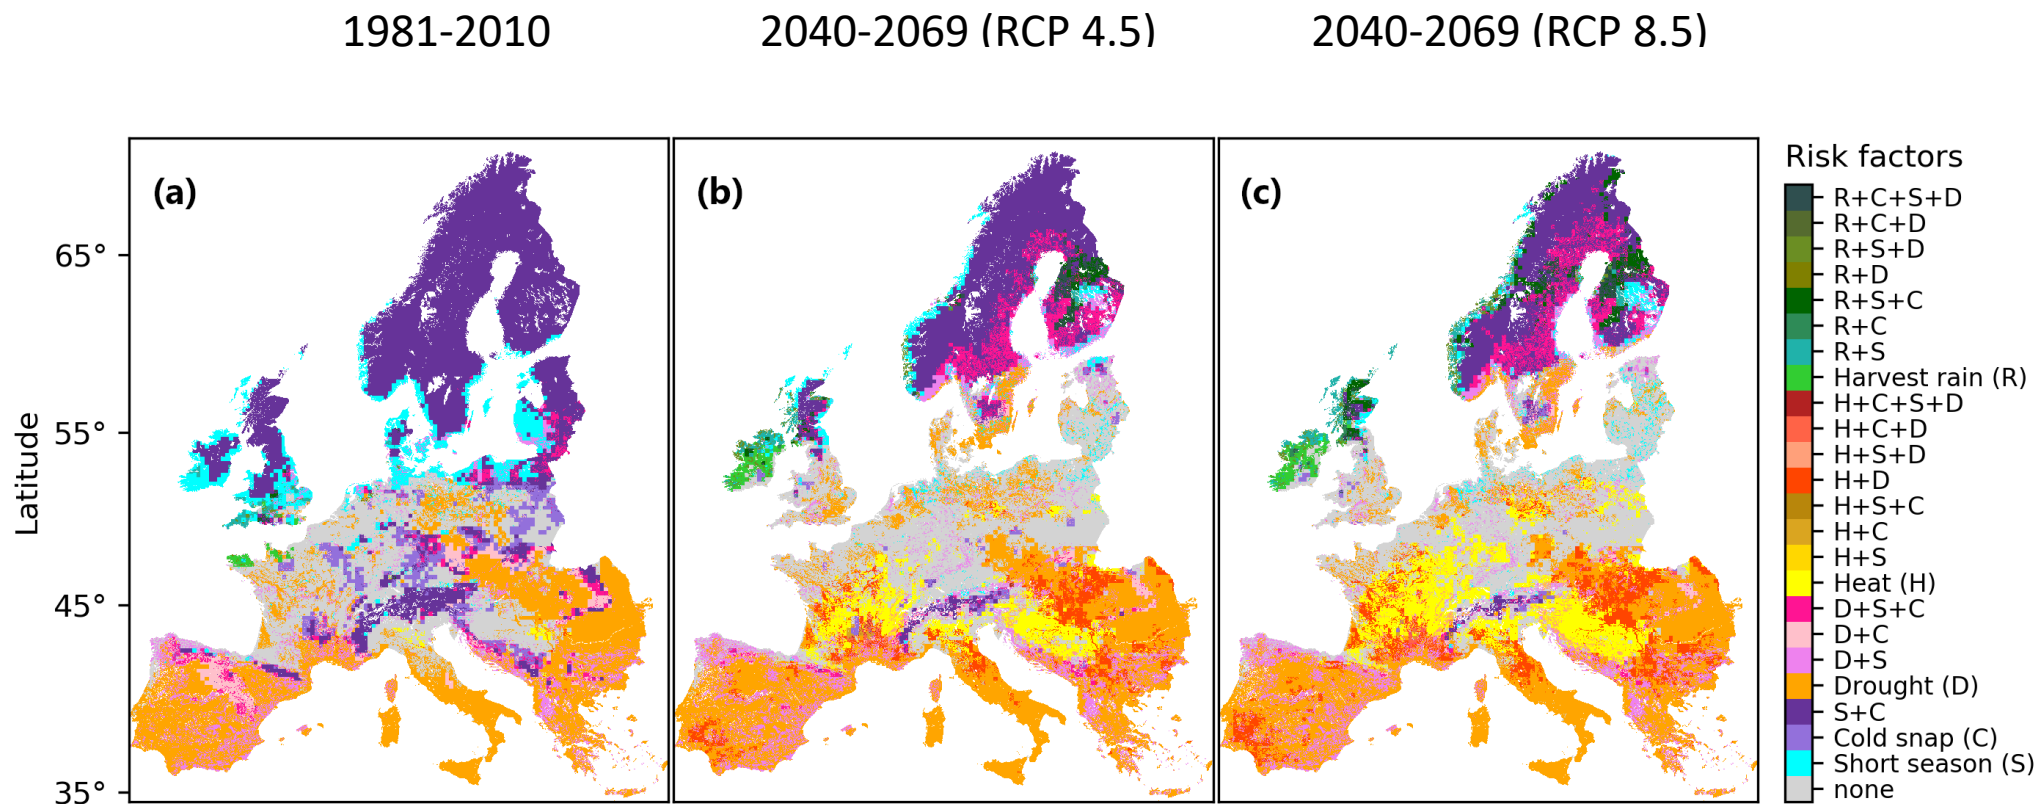 1981-2010
2040-2069 (RCP 4.5)
2040-2069 (RCP 8.5)
(a)
(b)
(c)
Latitude
65°
55°
45°
35°
Risk factors
R+C+S+D
R+C+D
R+S+D
R+D
R+S+C
R+C
R+S
Harvest rain (R)
H+C+S+D
H+C+D
H+S+D
H+D
H+S+C
H+C
H+S
Heat (H)
D+S+C
D+C
D+S
Drought (D)
S+C
Cold snap (C)
Short season (S)
none